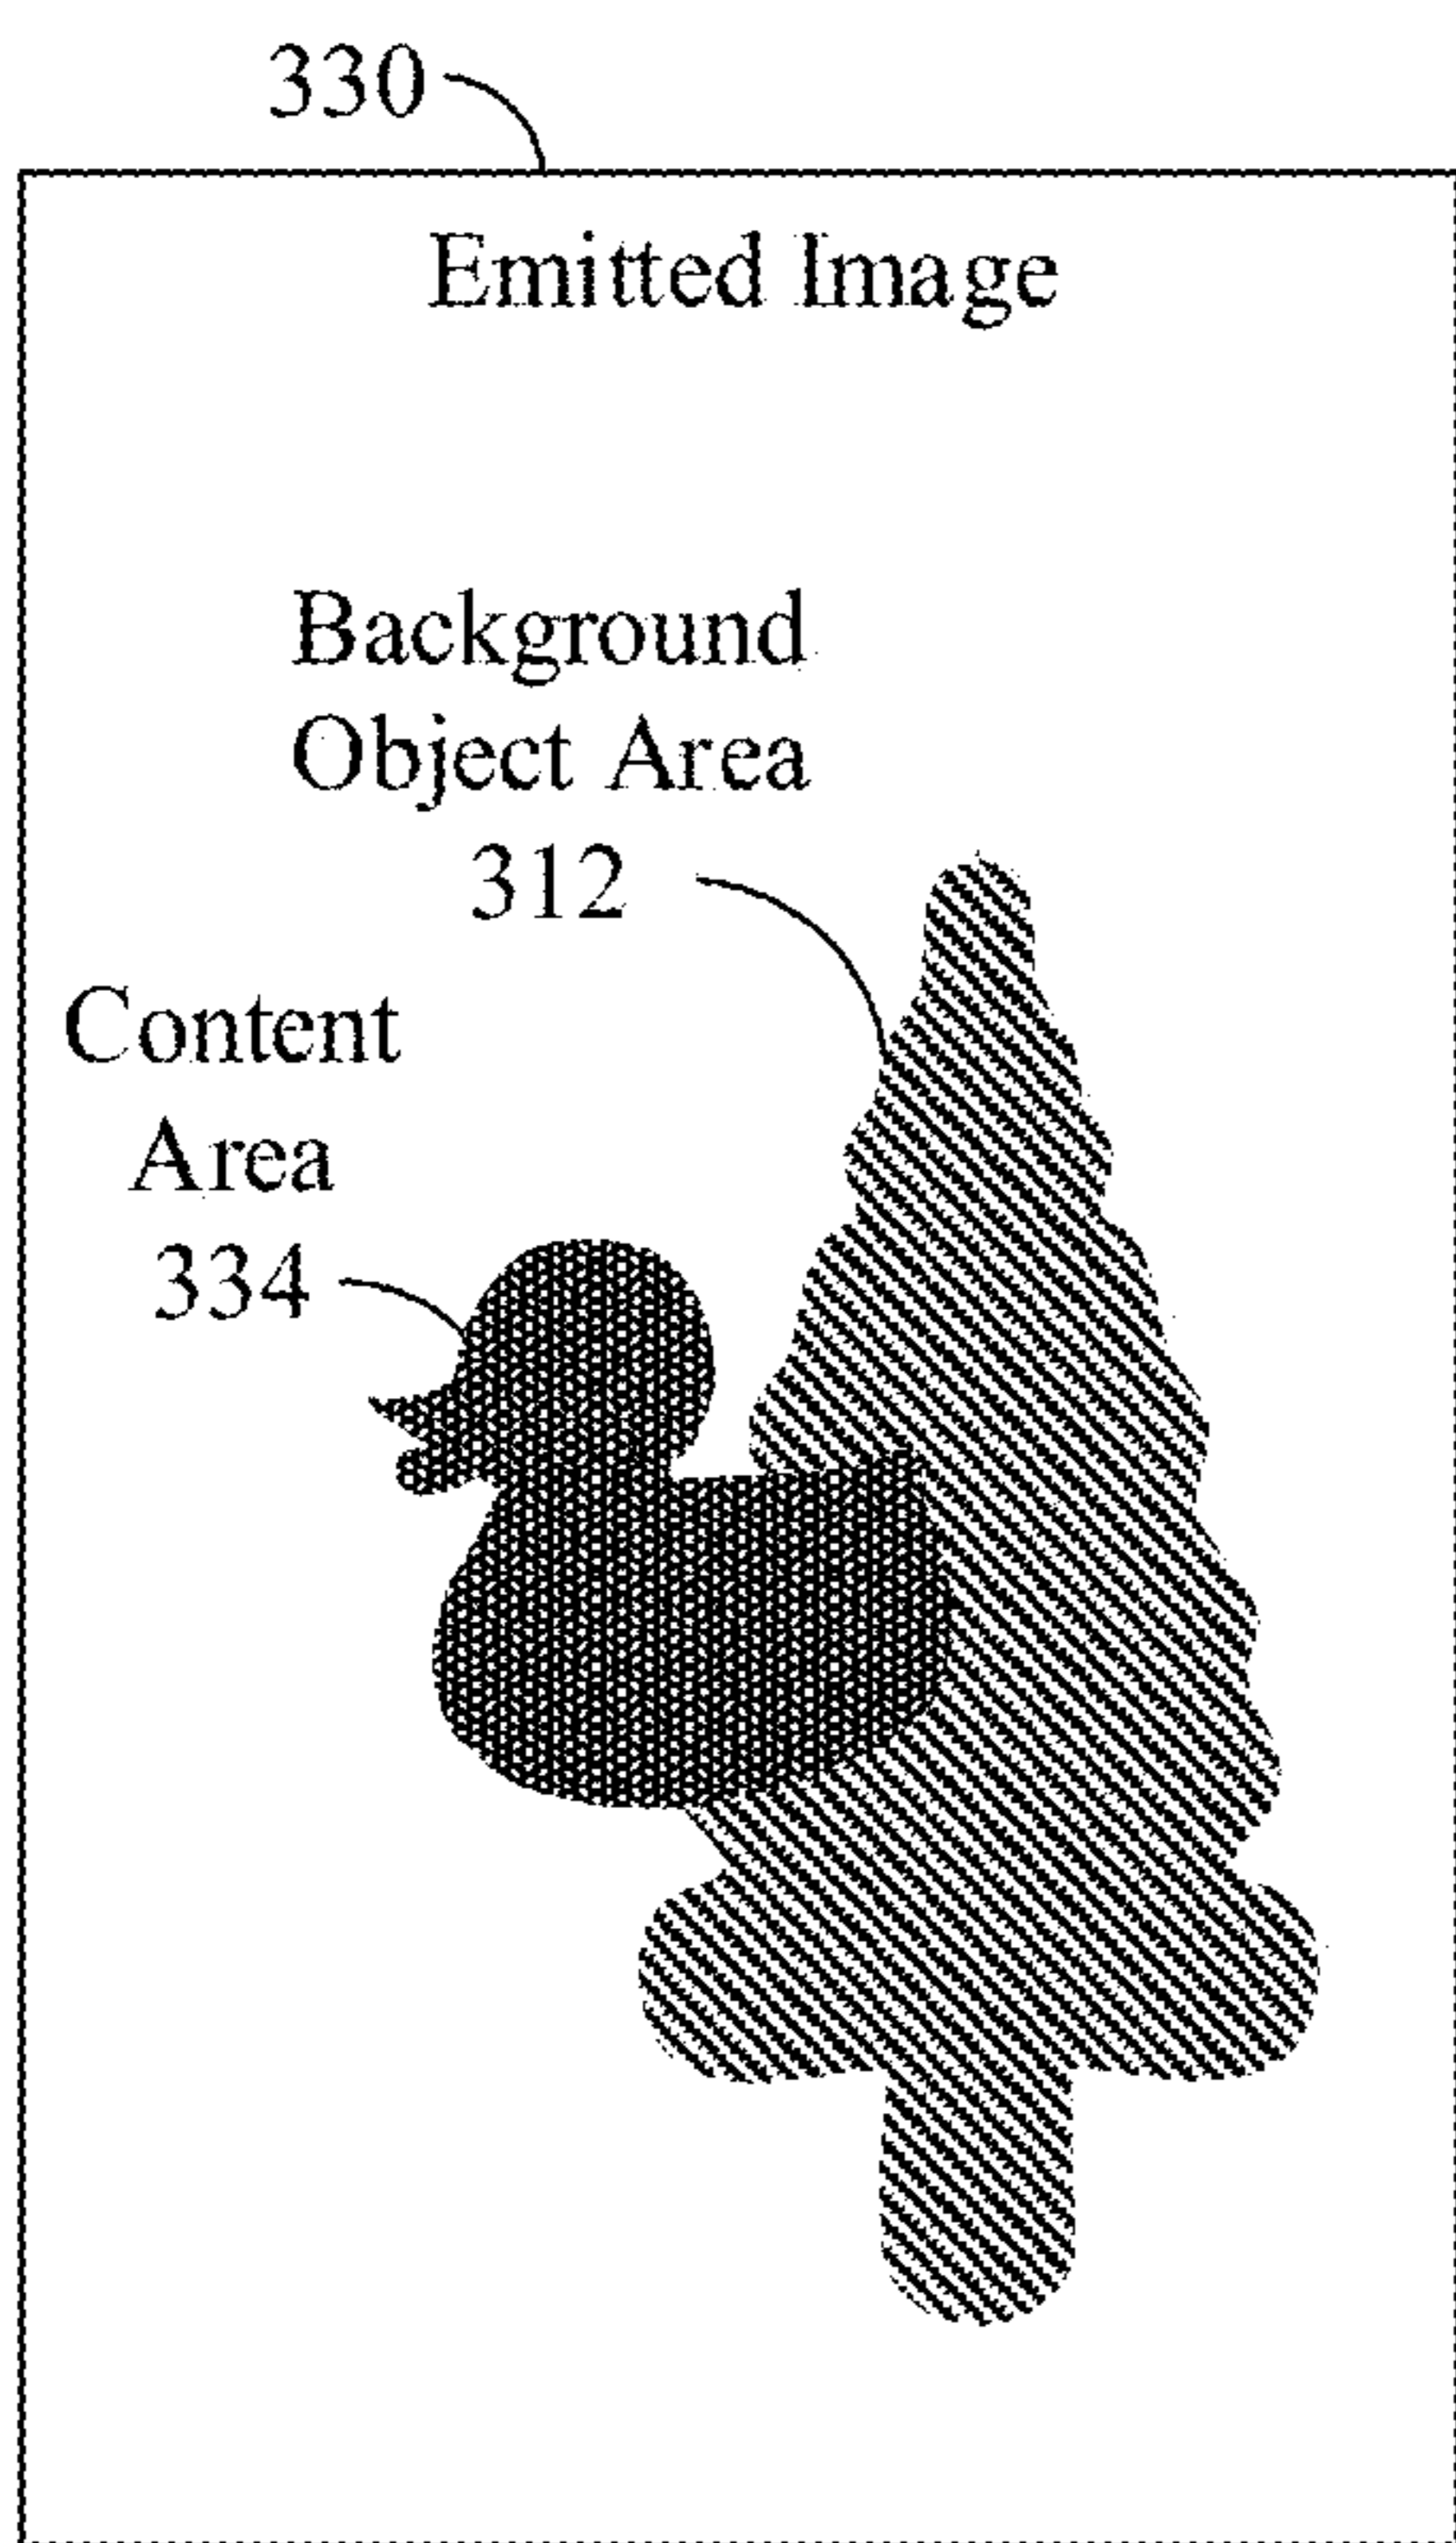 330
Emitted Image
Background
Object Area
312
Content
Area
334